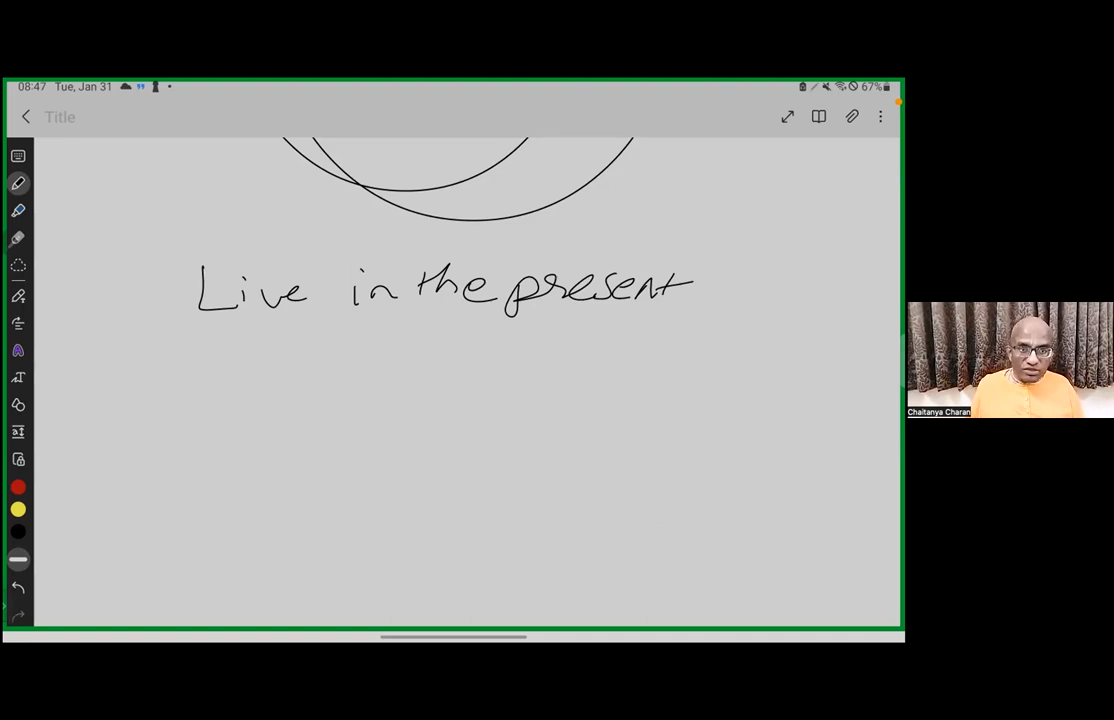 08:47 Tue, Jan 31 67%
Title
Live in the present
Chaitanya Charan